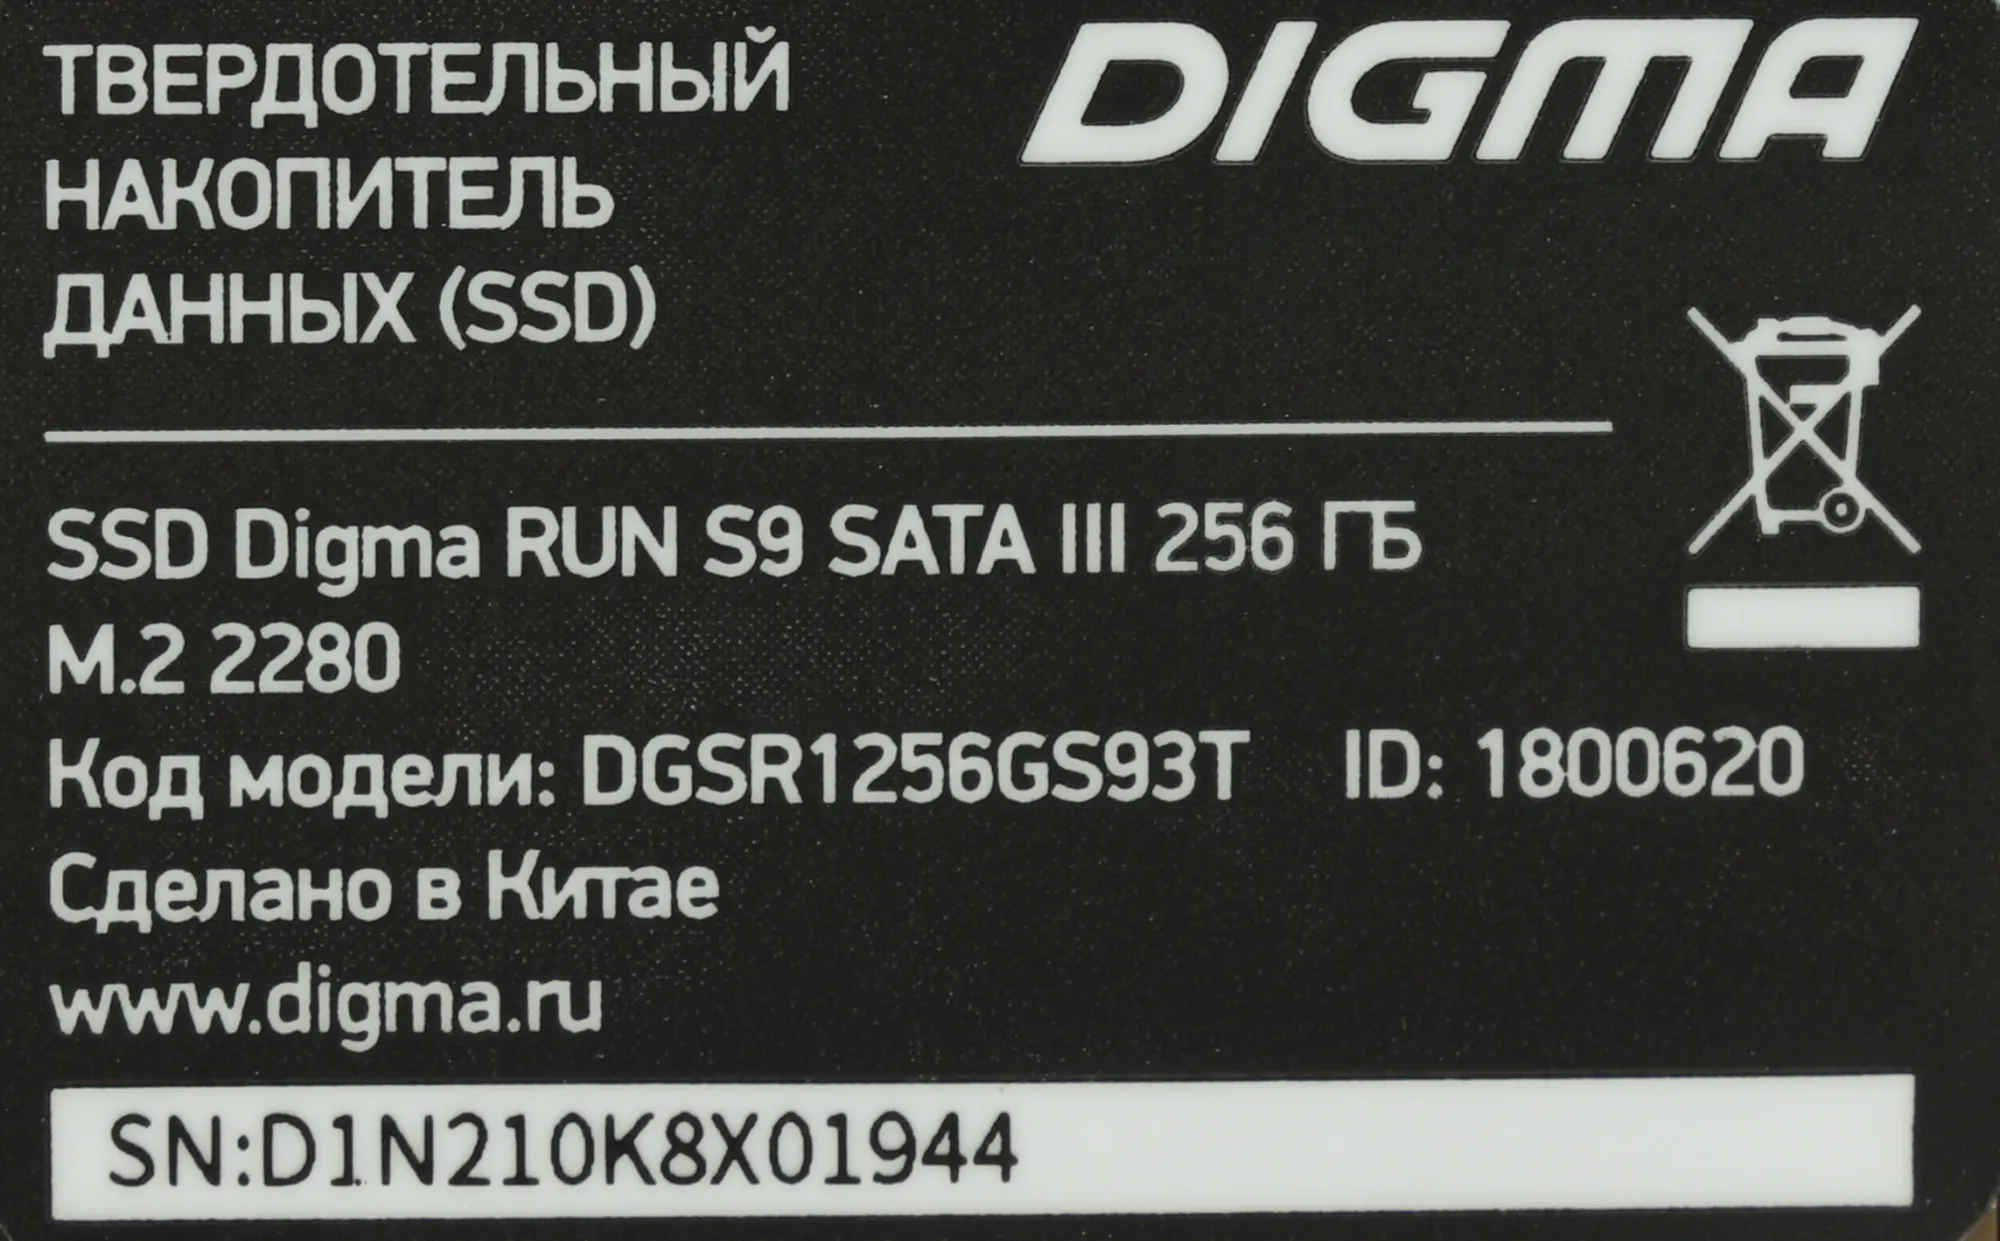 ТВЕРДОТЕЛЬНЫЙ
НАКОПИТЕЛЬ
ДАННЫХ (SSD)
DIGMA
SSD Digma RUN S9 SATA III 256 ГБ
M.2 2280
Код модели: DGSR1256GS93T ID: 1800620
Сделано в Китае
www.digma.ru
SN:D1N210K8X01944